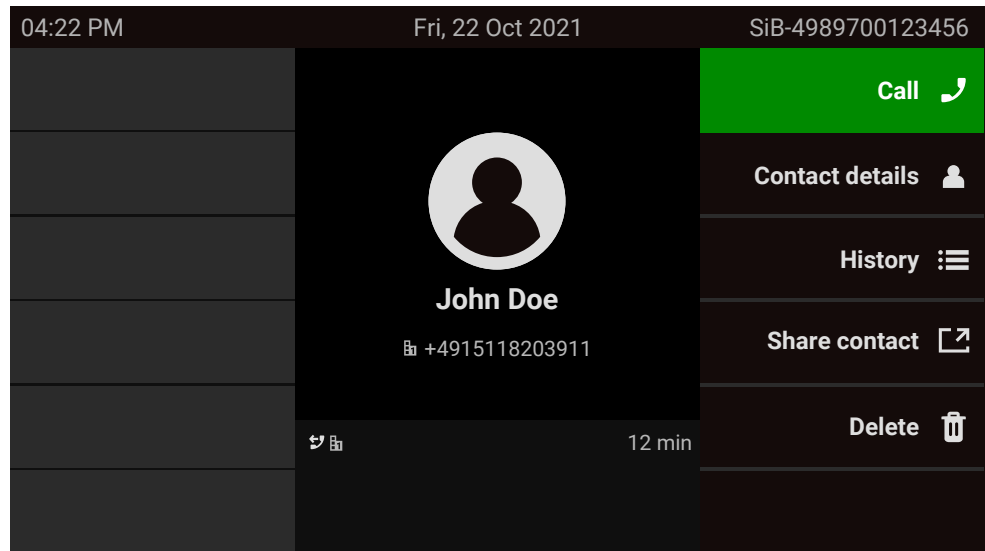 04:22 PM Fri, 22 Oct 2021 SiB-4989700123456
Call
Contact details
History
John Doe
Share contact
+4915118203911
Delete
12 min